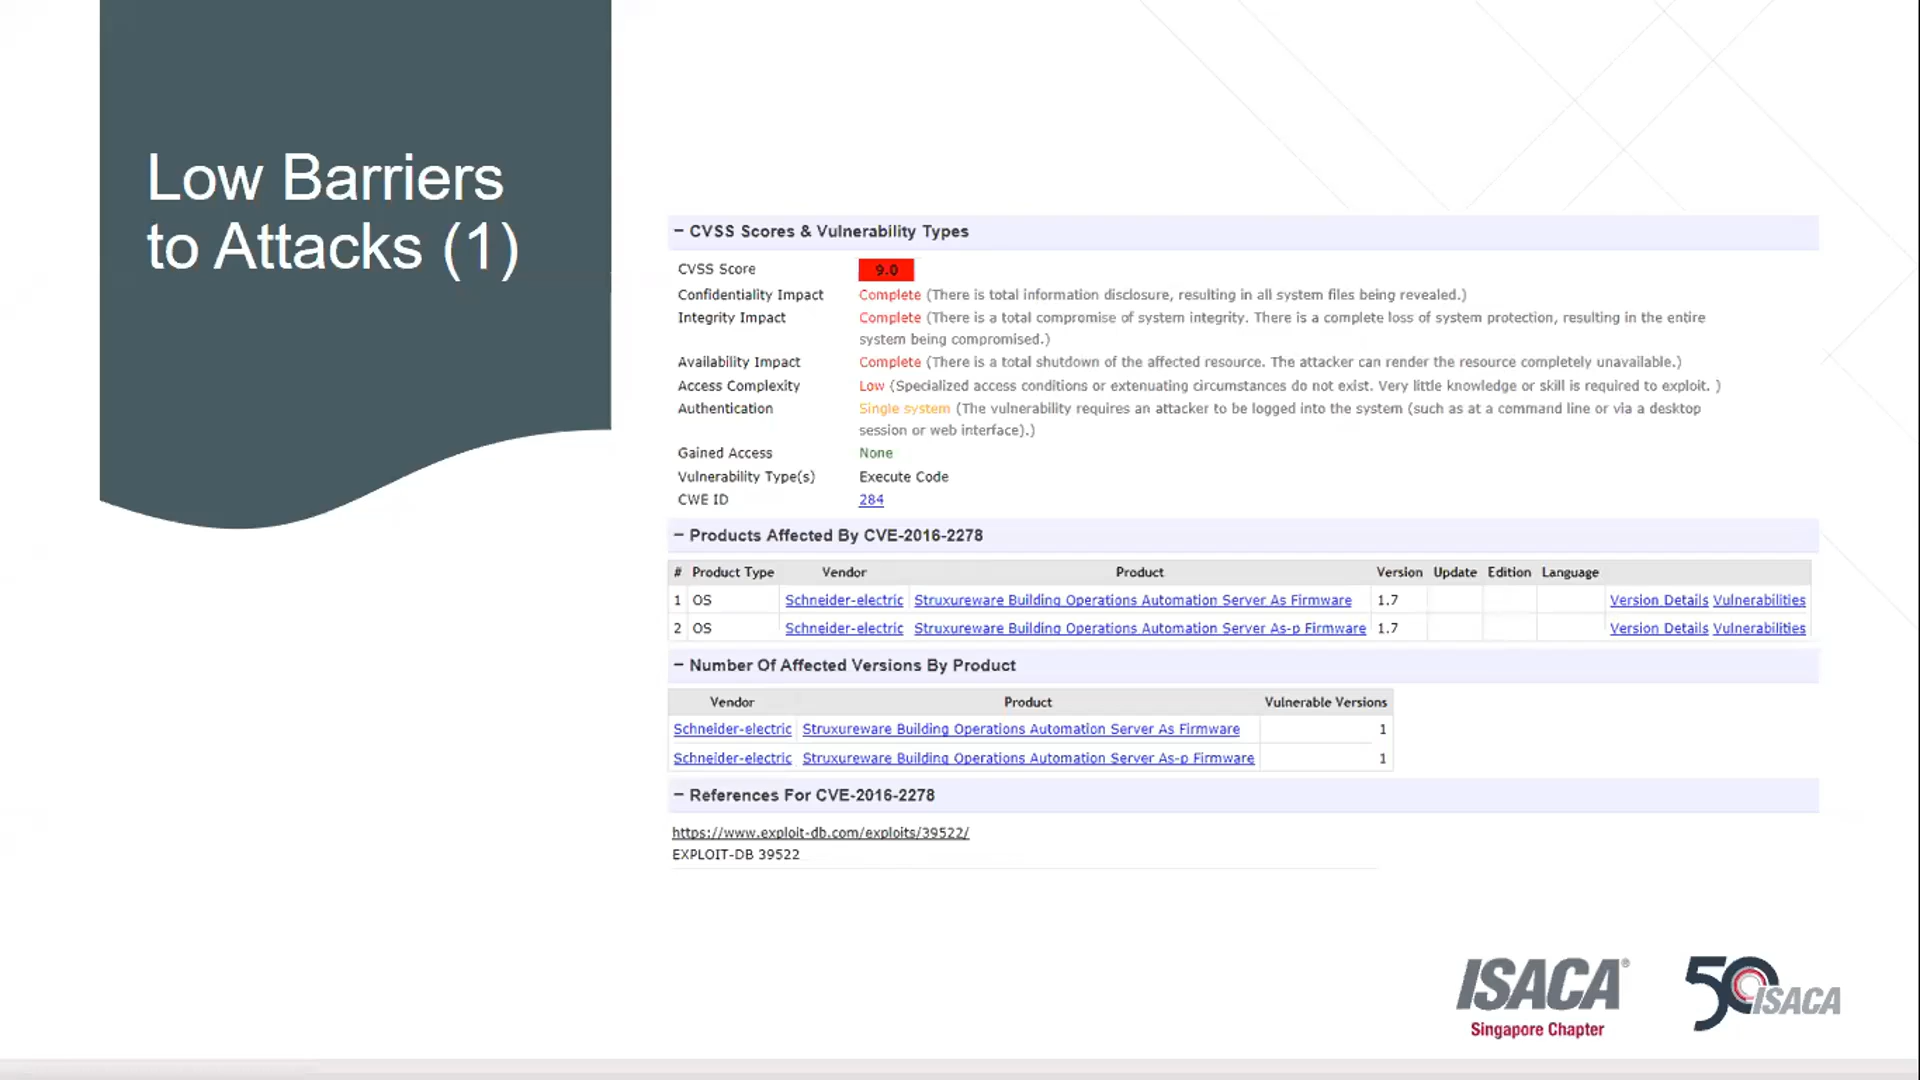 Low Barriers
to Attacks (1)
− CVSS Scores & Vulnerability Types
CVSS Score 9.0
Confidentiality Impact Complete (There is total information disclosure, resulting in all system files being revealed.)
Integrity Impact Complete (There is a total compromise of system integrity. There is a complete loss of system protection, resulting in the entire
system being compromised.)
Availability Impact Complete (There is a total shutdown of the affected resource. The attacker can render the resource completely unavailable.)
Access Complexity Low (Specialized access conditions or extenuating circumstances do not exist. Very little knowledge or skill is required to exploit. )
Authentication Single system (The vulnerability requires an attacker to be logged into the system (such as at a command line or via a desktop
session or web interface).)
Gained Access None
Vulnerability Type(s) Execute Code
CWE ID 284
− Products Affected By CVE-2016-2278
# Product Type Vendor Product Version Update Edition Language
1 OS Schneider-electric Struxureware Building Operations Automation Server As Firmware 1.7 Version Details Vulnerabilities
2 OS Schneider-electric Struxureware Building Operations Automation Server As-p Firmware 1.7 Version Details Vulnerabilities
− Number Of Affected Versions By Product
Vendor Product Vulnerable Versions
Schneider-electric Struxureware Building Operations Automation Server As Firmware 1
Schneider-electric Struxureware Building Operations Automation Server As-p Firmware 1
− References For CVE-2016-2278
https://www.exploit-db.com/exploits/39522/
EXPLOIT-DB 39522
ISACA®
Singapore Chapter
50 ISACA